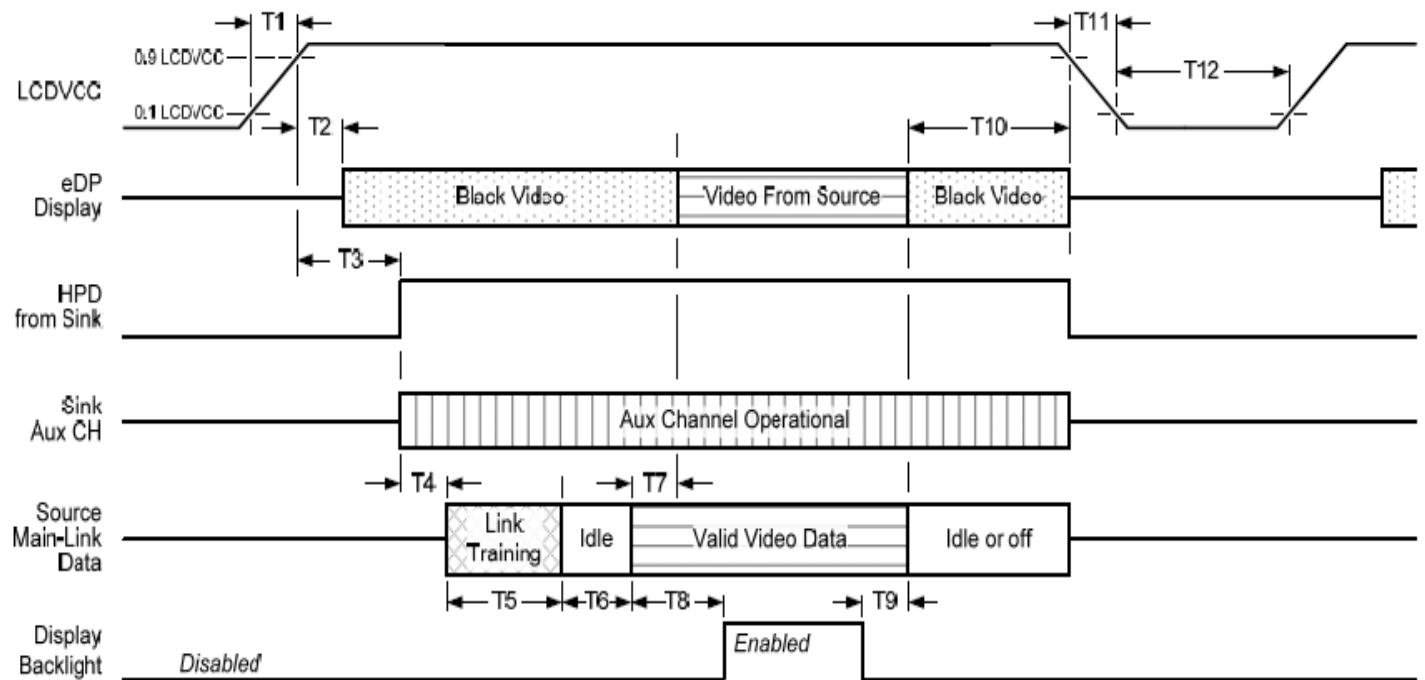 T1
T11
0.9 LCDVCC
T12
LCDVCC
0.1 LCDVCC
T2
T10
eDP
Display
Black Video
Video From Source
Black Video
T3
HPD
from Sink
Sink
Aux CH
Aux Channel Operational
T4
T7
Source
Main-Link
Data
Link
Training
Idle
Valid Video Data
Idle or off
T5
T6
T8
T9
Display
Backlight
Disabled
Enabled